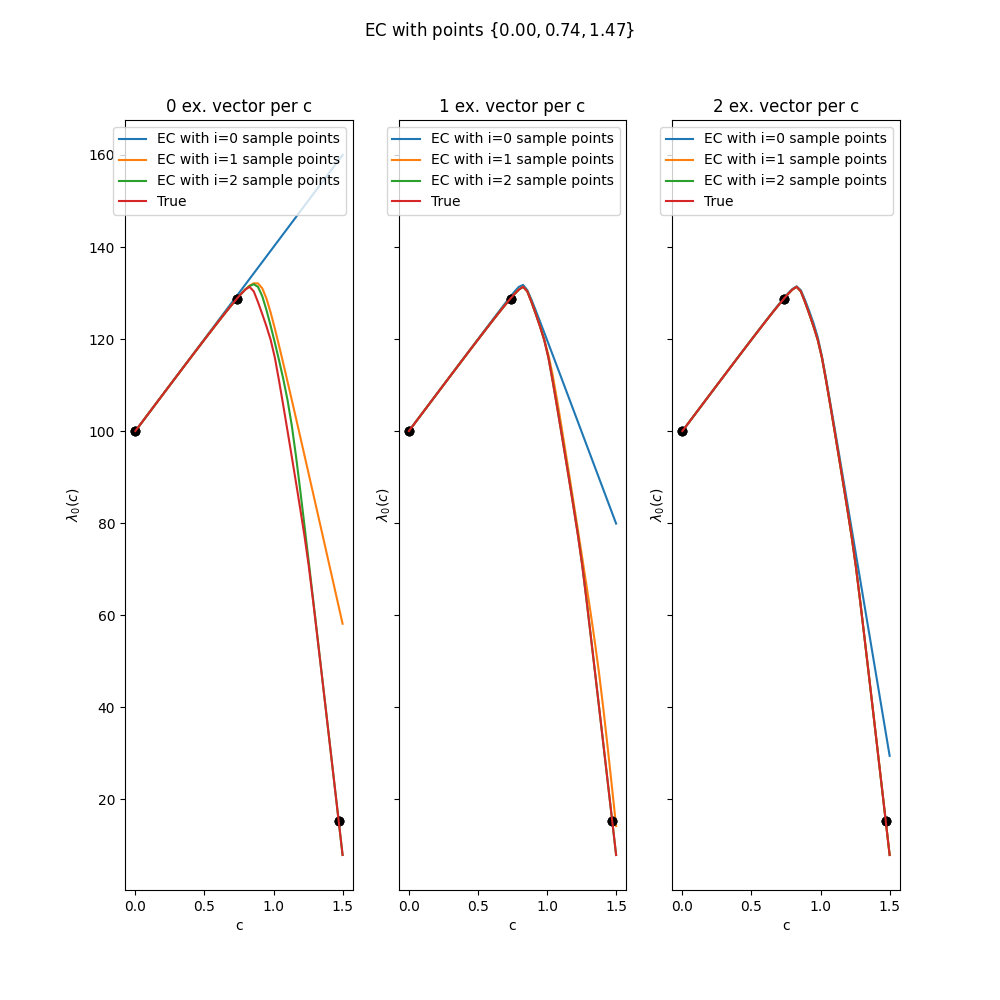 EC with points {0.00, 0.74, 1.47}
0 ex. vector per c
EC with i=0 sample points
EC with i=1 sample points
EC with i=2 sample points
True
160
140
120
100
80
60
40
20
λ₀(c)
0.0 0.5 1.0 1.5
c
1 ex. vector per c
EC with i=0 sample points
EC with i=1 sample points
EC with i=2 sample points
True
λ₀(c)
0.0 0.5 1.0 1.5
c
2 ex. vector per c
EC with i=0 sample points
EC with i=1 sample points
EC with i=2 sample points
True
λ₀(c)
0.0 0.5 1.0 1.5
c